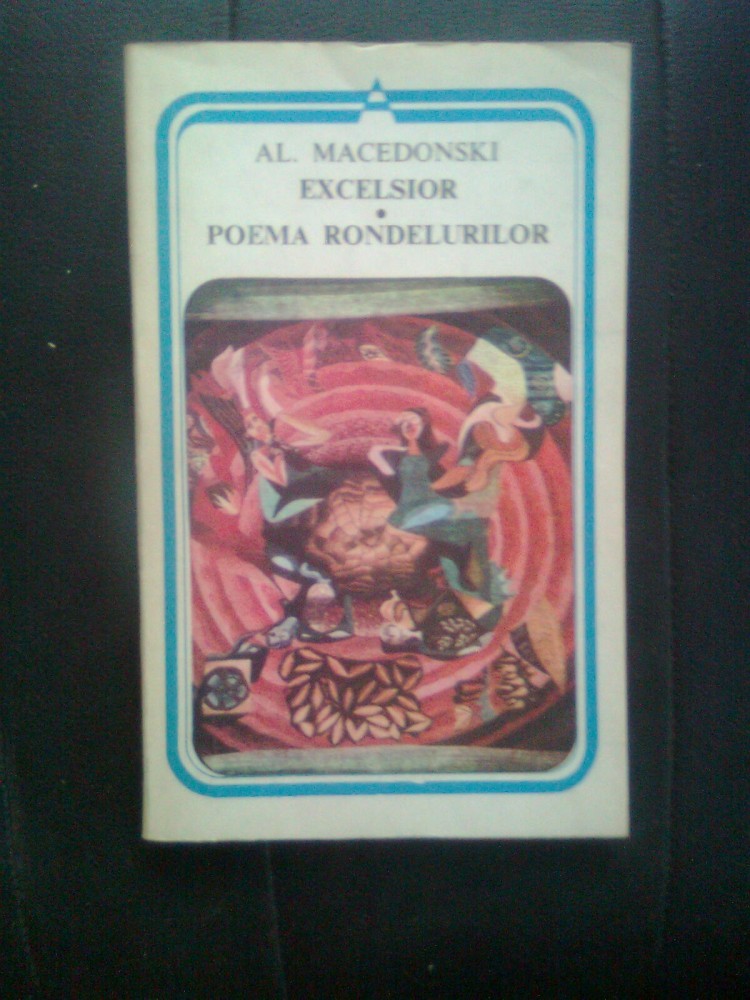 AL. MACEDONSKI
EXCELSIOR
•
POEMA RONDELURILOR